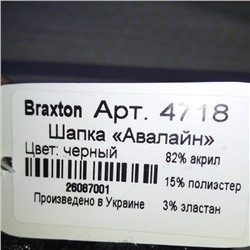 Braxton Арт. 4718
Шапка «Авалайн»
Цвет: черный
82% акрил
26087001
15% полиэстер
Произведено в Украине
3% эластан